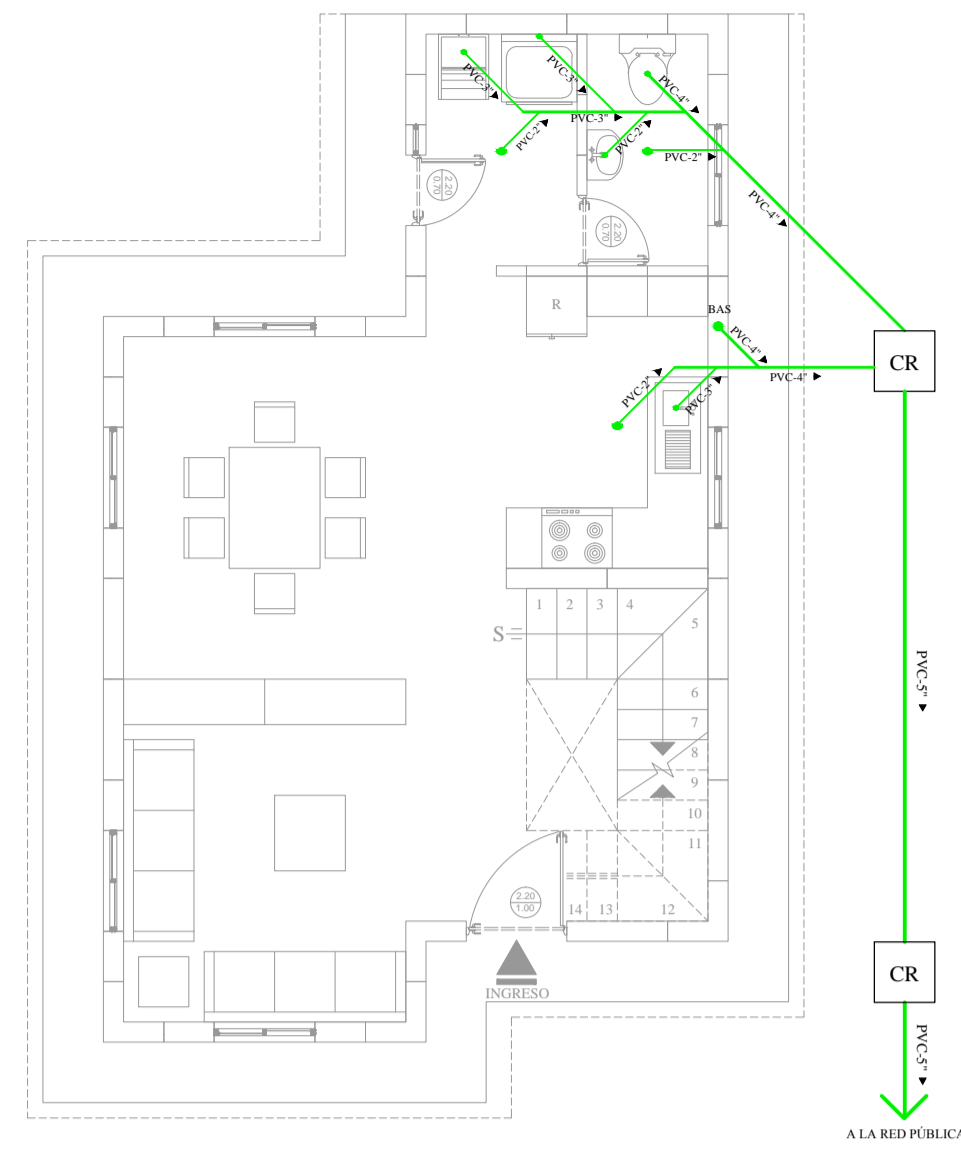 PVC-3"
PVC-3"
PVC-4"
PVC-3"
PVC-2"
PVC-2"
PVC-2"
2.20
0.70
2.20
0.70
PVC-4"
R
BAS
PVC-4"
CR
PVC-4"
PVC-2"
PVC-3"
1
2
3
4
5
S
6
7
8
9
10
11
12
13
14
PVC-5"
2.20
1.00
INGRESO
CR
PVC-5"
A LA RED PÚBLICA